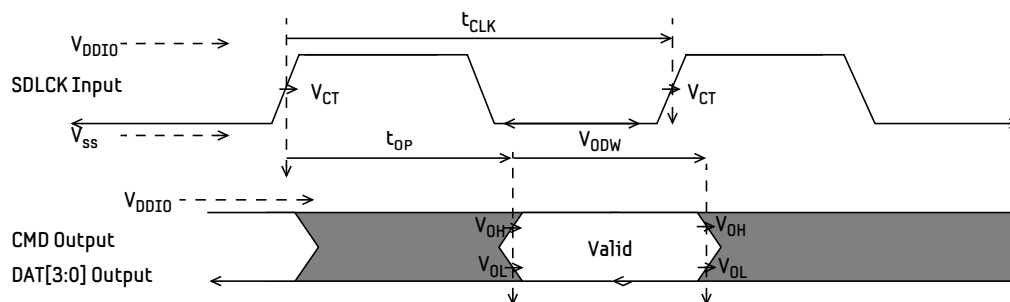 tCLK
VDDIO
SDLCK Input
VCT
VCT
Vss
tOP
VODW
VDDIO
CMD Output
VOH
Valid
VOH
DAT[3:0] Output
VOL
VOL